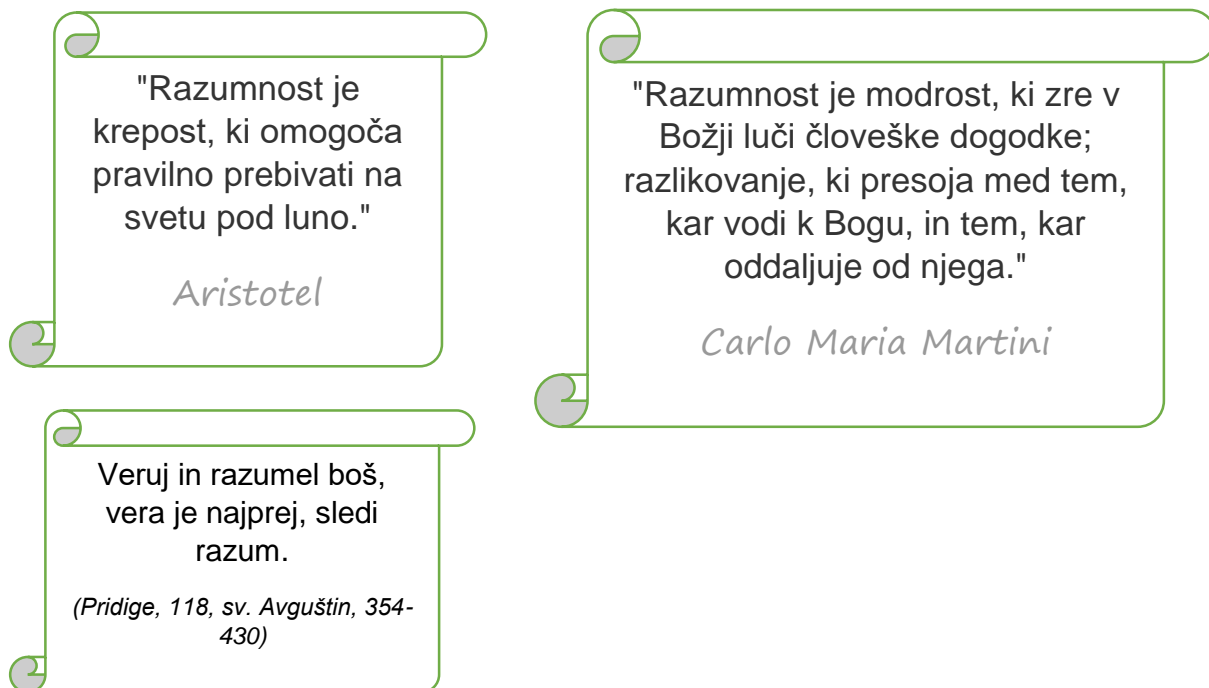 "Razumnost je
krepost, ki omogoča
pravilno prebivati na
svetu pod luno."
Aristotel
"Razumnost je modrost, ki zre v
Božji luči človeške dogodke;
razlikovanje, ki presoja med tem,
kar vodi k Bogu, in tem, kar
oddaljuje od njega."
Carlo Maria Martini
Veruj in razumel boš,
vera je najprej, sledi
razum.
(Pridige, 118, sv. Avguštin, 354-
430)